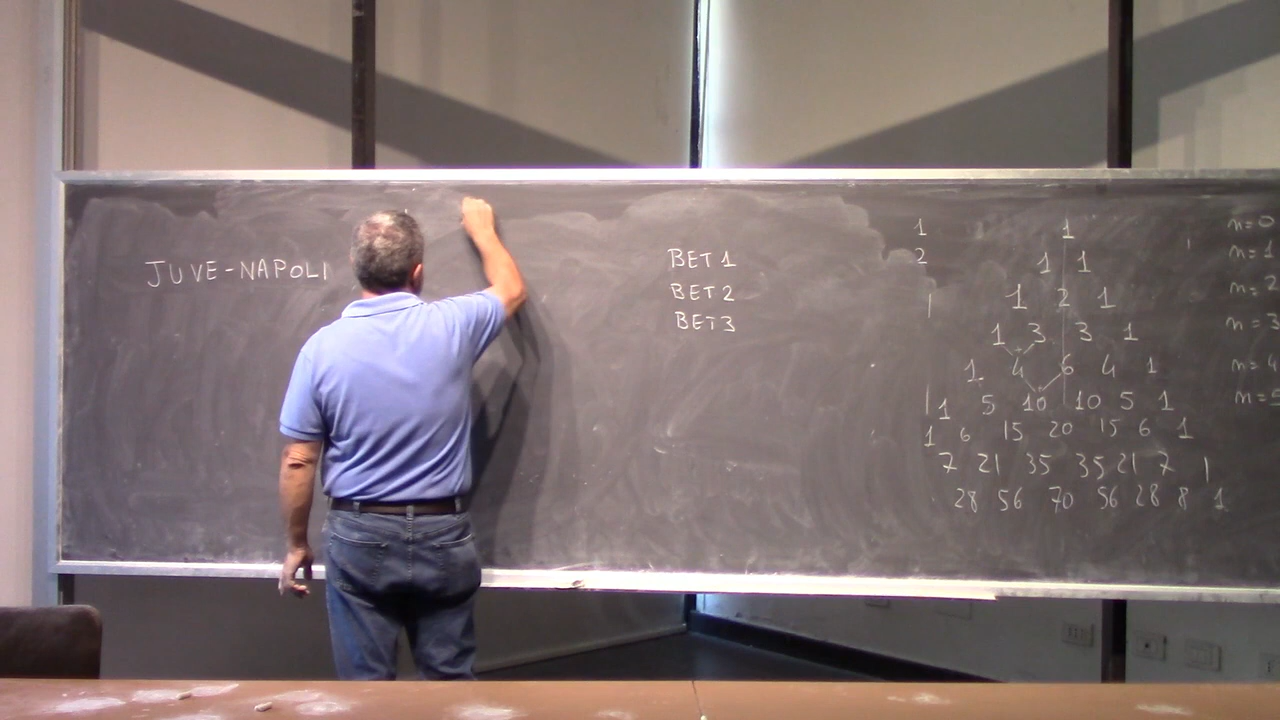 JUVE-NAPOLI
BET 1
BET 2
BET 3
1
2
1 n=0
1 1 n=1
1 2 1 n=2
1 3 3 1 n=3
1 4 6 4 1 n=4
1 5 10 10 5 1 n=5
1 6 15 20 15 6 1
7 21 35 35 21 7 1
28 56 70 56 28 8 1